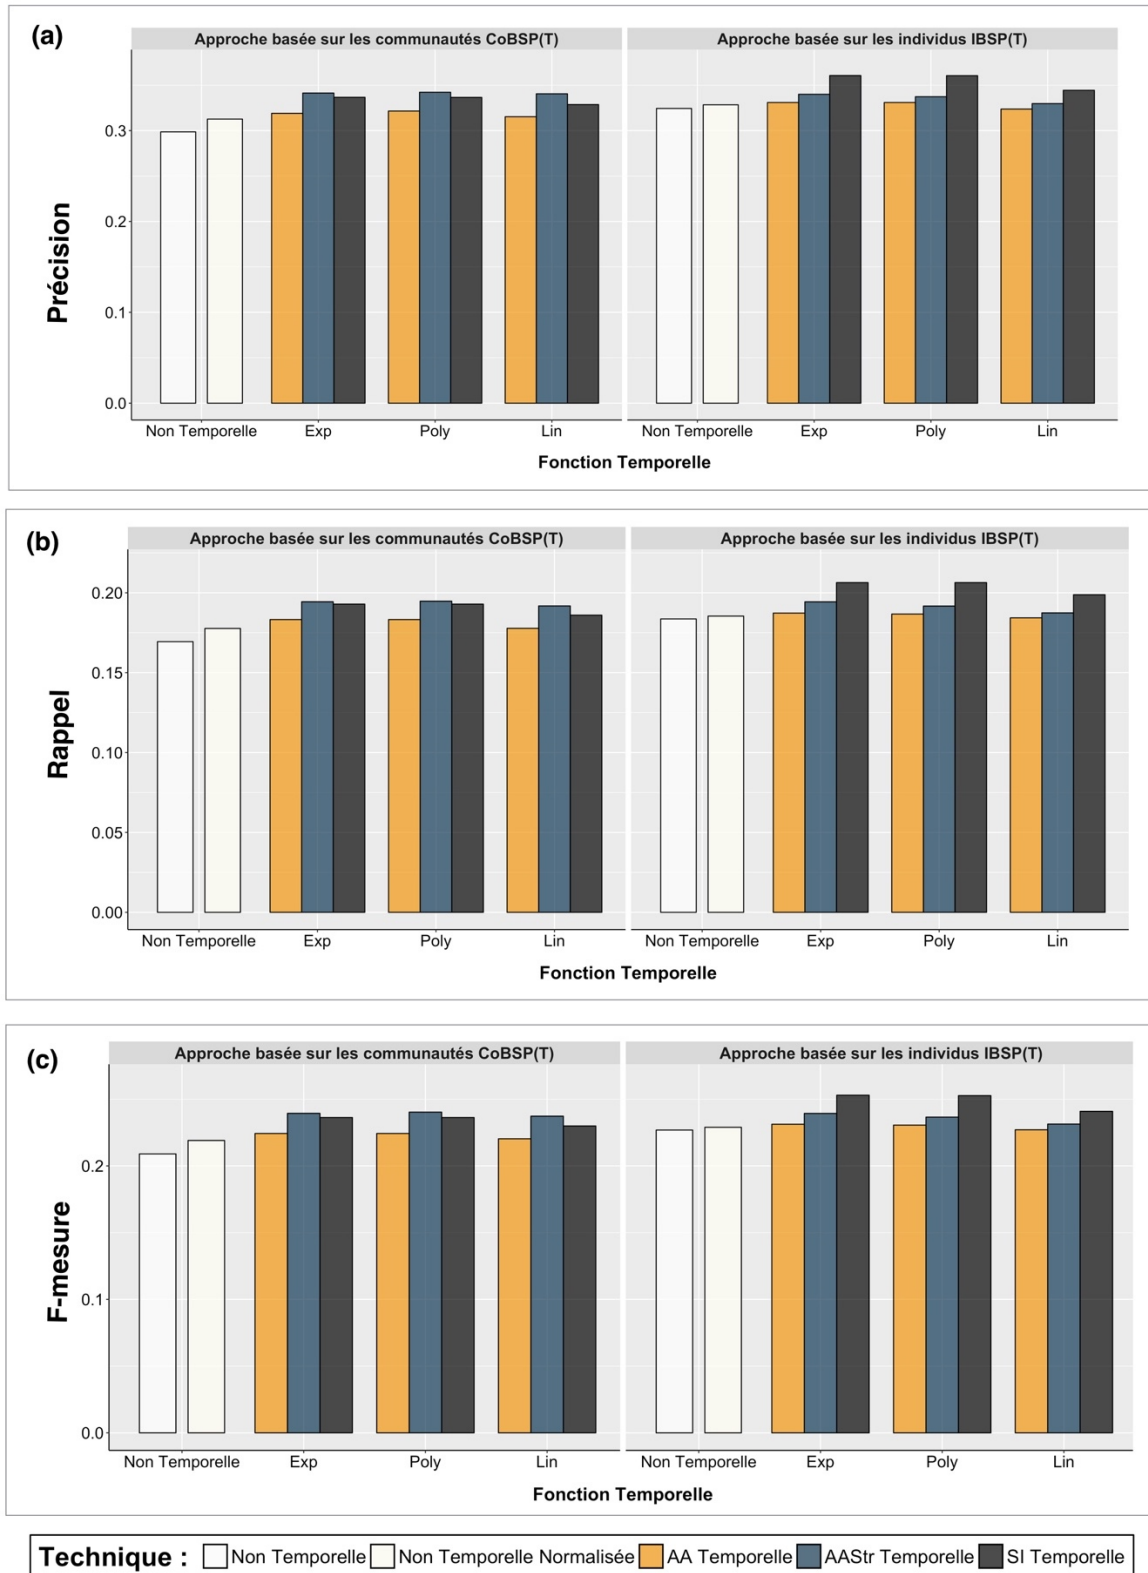 (a)
Approche basée sur les communautés CoBSP(T) Approche basée sur les individus IBSP(T)
Précision
0.3
0.2
0.1
0.0
Non Temporelle Exp Poly Lin Non Temporelle Exp Poly Lin
Fonction Temporelle
(b)
Approche basée sur les communautés CoBSP(T) Approche basée sur les individus IBSP(T)
Rappel
0.20
0.15
0.10
0.05
0.00
Non Temporelle Exp Poly Lin Non Temporelle Exp Poly Lin
Fonction Temporelle
(c)
Approche basée sur les communautés CoBSP(T) Approche basée sur les individus IBSP(T)
F-mesure
0.2
0.1
0.0
Non Temporelle Exp Poly Lin Non Temporelle Exp Poly Lin
Fonction Temporelle
Technique : Non Temporelle Non Temporelle Normalisée AA Temporelle AAStr Temporelle SI Temporelle